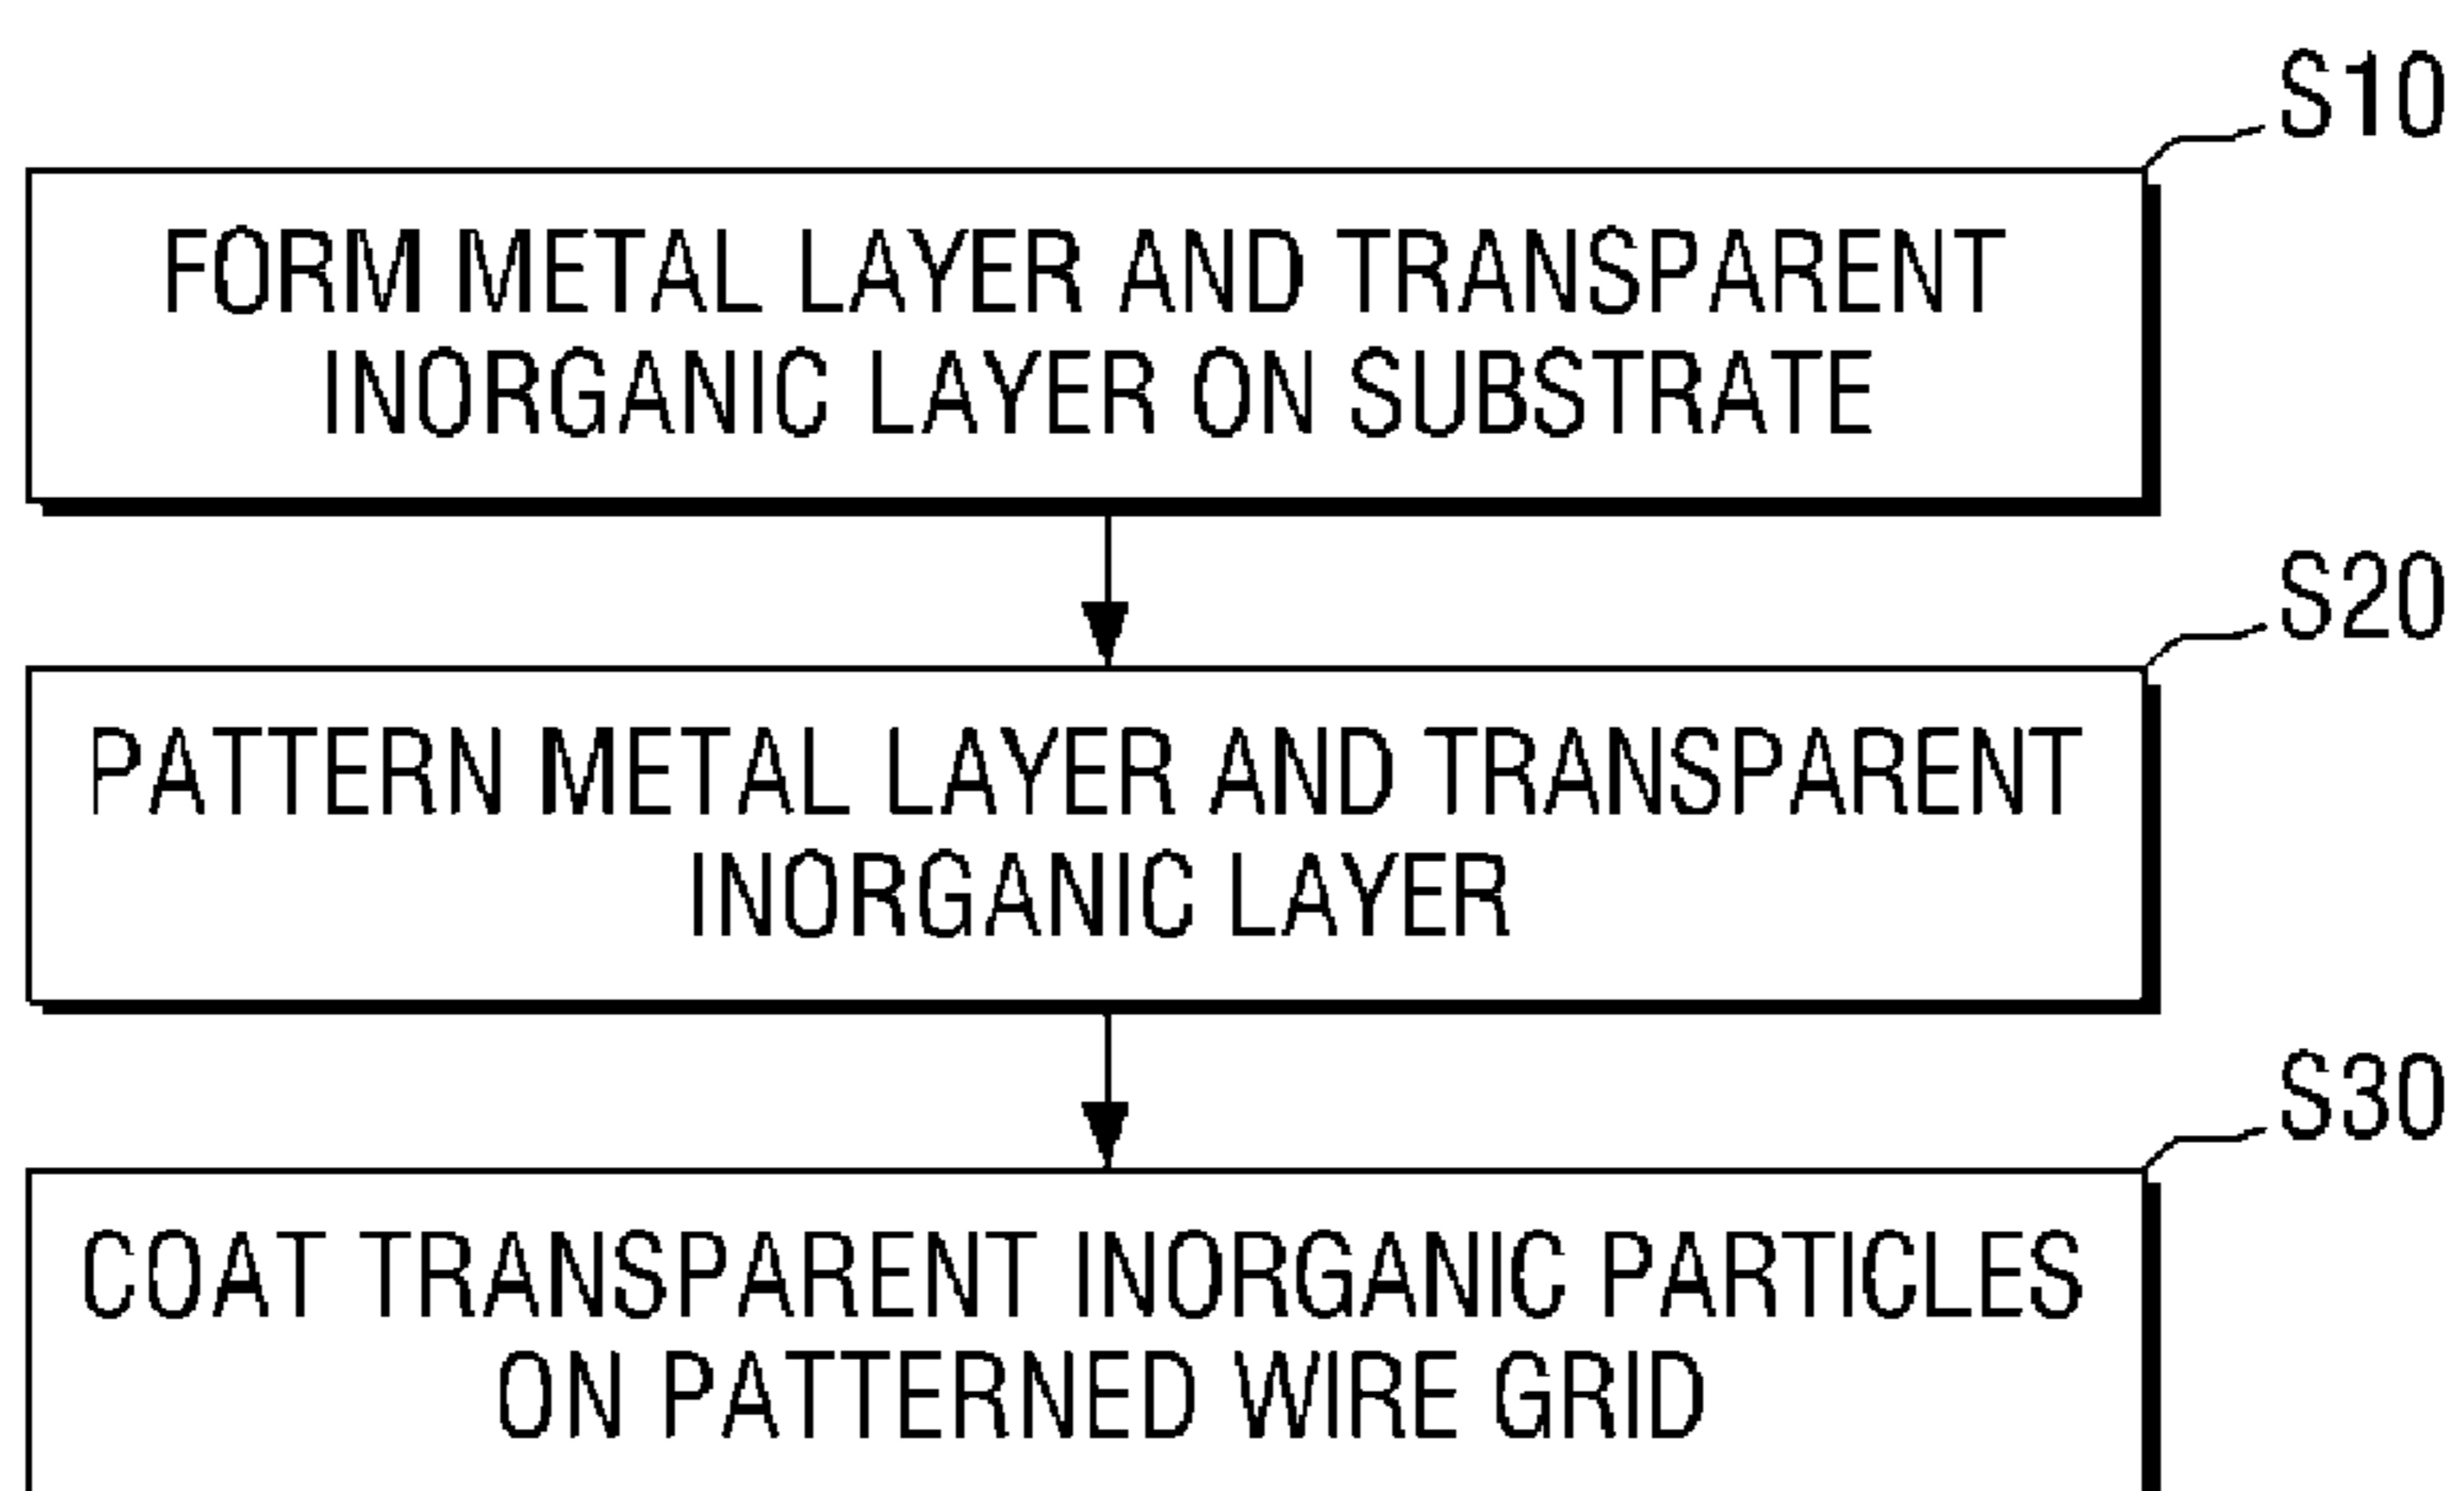 S10
FORM METAL LAYER AND TRANSPARENT
INORGANIC LAYER ON SUBSTRATE
S20
PATTERN METAL LAYER AND TRANSPARENT
INORGANIC LAYER
S30
COAT TRANSPARENT INORGANIC PARTICLES
ON PATTERNED WIRE GRID